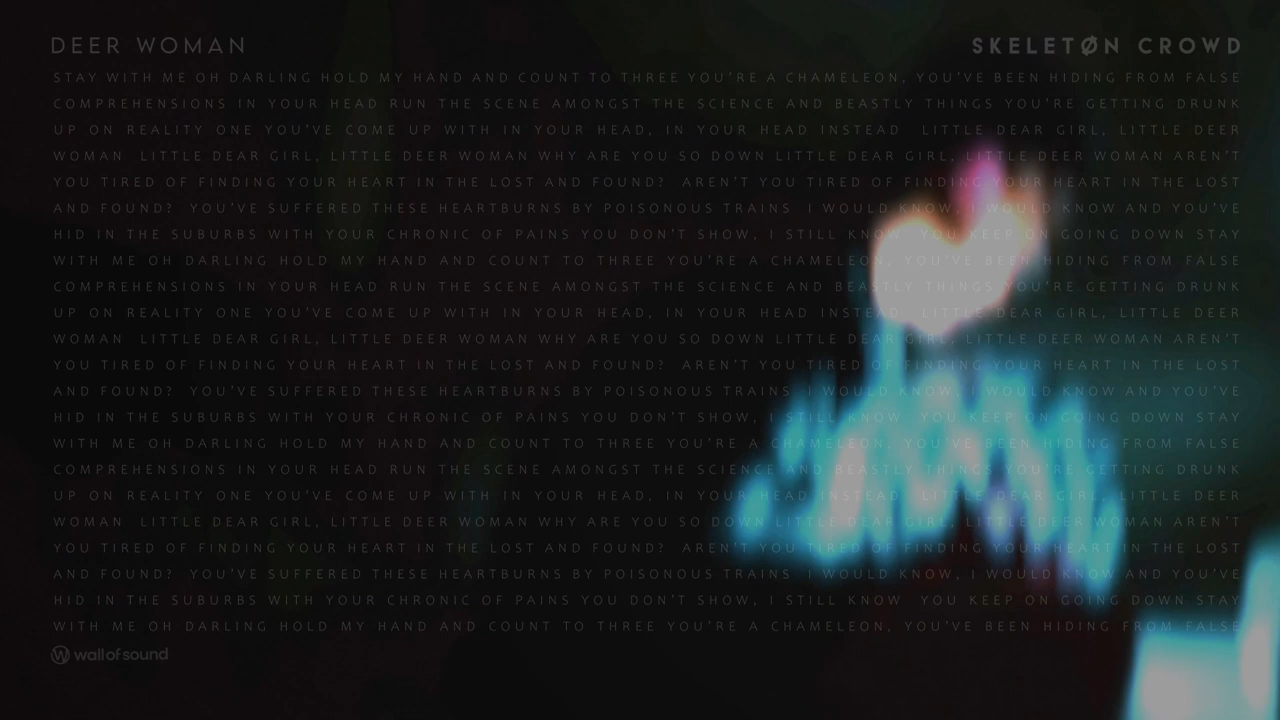 DEER WOMAN
SKELETØN CROWD
STAY WITH ME OH DARLING HOLD MY HAND AND COUNT TO THREE YOU'RE A CHAMELEON, YOU'VE BEEN HIDING FROM FALSE
COMPREHENSIONS IN YOUR HEAD RUN THE SCENE AMONGST THE SCIENCE AND BEASTLY THINGS YOU'RE GETTING DRUNK
UP ON REALITY ONE YOU'VE COME UP WITH IN YOUR HEAD, IN YOUR HEAD INSTEAD LITTLE DEAR GIRL, LITTLE DEER
WOMAN LITTLE DEAR GIRL, LITTLE DEER WOMAN WHY ARE YOU SO DOWN LITTLE DEAR GIRL, LITTLE DEER WOMAN AREN'T
YOU TIRED OF FINDING YOUR HEART IN THE LOST AND FOUND? AREN'T YOU TIRED OF FINDING YOUR HEART IN THE LOST
AND FOUND? YOU'VE SUFFERED THESE HEARTBURNS BY POISONOUS TRAINS I WOULD KNOW, I WOULD KNOW AND YOU'VE
HID IN THE SUBURBS WITH YOUR CHRONIC OF PAINS YOU DON'T SHOW, I STILL KNOW YOU KEEP ON GOING DOWN STAY
WITH ME OH DARLING HOLD MY HAND AND COUNT TO THREE YOU'RE A CHAMELEON, YOU'VE BEEN HIDING FROM FALSE
COMPREHENSIONS IN YOUR HEAD RUN THE SCENE AMONGST THE SCIENCE AND BEASTLY THINGS YOU'RE GETTING DRUNK
UP ON REALITY ONE YOU'VE COME UP WITH IN YOUR HEAD, IN YOUR HEAD INSTEAD LITTLE DEAR GIRL, LITTLE DEER
WOMAN LITTLE DEAR GIRL, LITTLE DEER WOMAN WHY ARE YOU SO DOWN LITTLE DEAR GIRL, LITTLE DEER WOMAN AREN'T
YOU TIRED OF FINDING YOUR HEART IN THE LOST AND FOUND? AREN'T YOU TIRED OF FINDING YOUR HEART IN THE LOST
AND FOUND? YOU'VE SUFFERED THESE HEARTBURNS BY POISONOUS TRAINS I WOULD KNOW, I WOULD KNOW AND YOU'VE
HID IN THE SUBURBS WITH YOUR CHRONIC OF PAINS YOU DON'T SHOW, I STILL KNOW YOU KEEP ON GOING DOWN STAY
WITH ME OH DARLING HOLD MY HAND AND COUNT TO THREE YOU'RE A CHAMELEON, YOU'VE BEEN HIDING FROM FALSE
COMPREHENSIONS IN YOUR HEAD RUN THE SCENE AMONGST THE SCIENCE AND BEASTLY THINGS YOU'RE GETTING DRUNK
UP ON REALITY ONE YOU'VE COME UP WITH IN YOUR HEAD, IN YOUR HEAD INSTEAD LITTLE DEAR GIRL, LITTLE DEER
WOMAN LITTLE DEAR GIRL, LITTLE DEER WOMAN WHY ARE YOU SO DOWN LITTLE DEAR GIRL, LITTLE DEER WOMAN AREN'T
YOU TIRED OF FINDING YOUR HEART IN THE LOST AND FOUND? AREN'T YOU TIRED OF FINDING YOUR HEART IN THE LOST
AND FOUND? YOU'VE SUFFERED THESE HEARTBURNS BY POISONOUS TRAINS I WOULD KNOW, I WOULD KNOW AND YOU'VE
HID IN THE SUBURBS WITH YOUR CHRONIC OF PAINS YOU DON'T SHOW, I STILL KNOW YOU KEEP ON GOING DOWN STAY
WITH ME OH DARLING HOLD MY HAND AND COUNT TO THREE YOU'RE A CHAMELEON, YOU'VE BEEN HIDING FROM FALSE
wall of sound